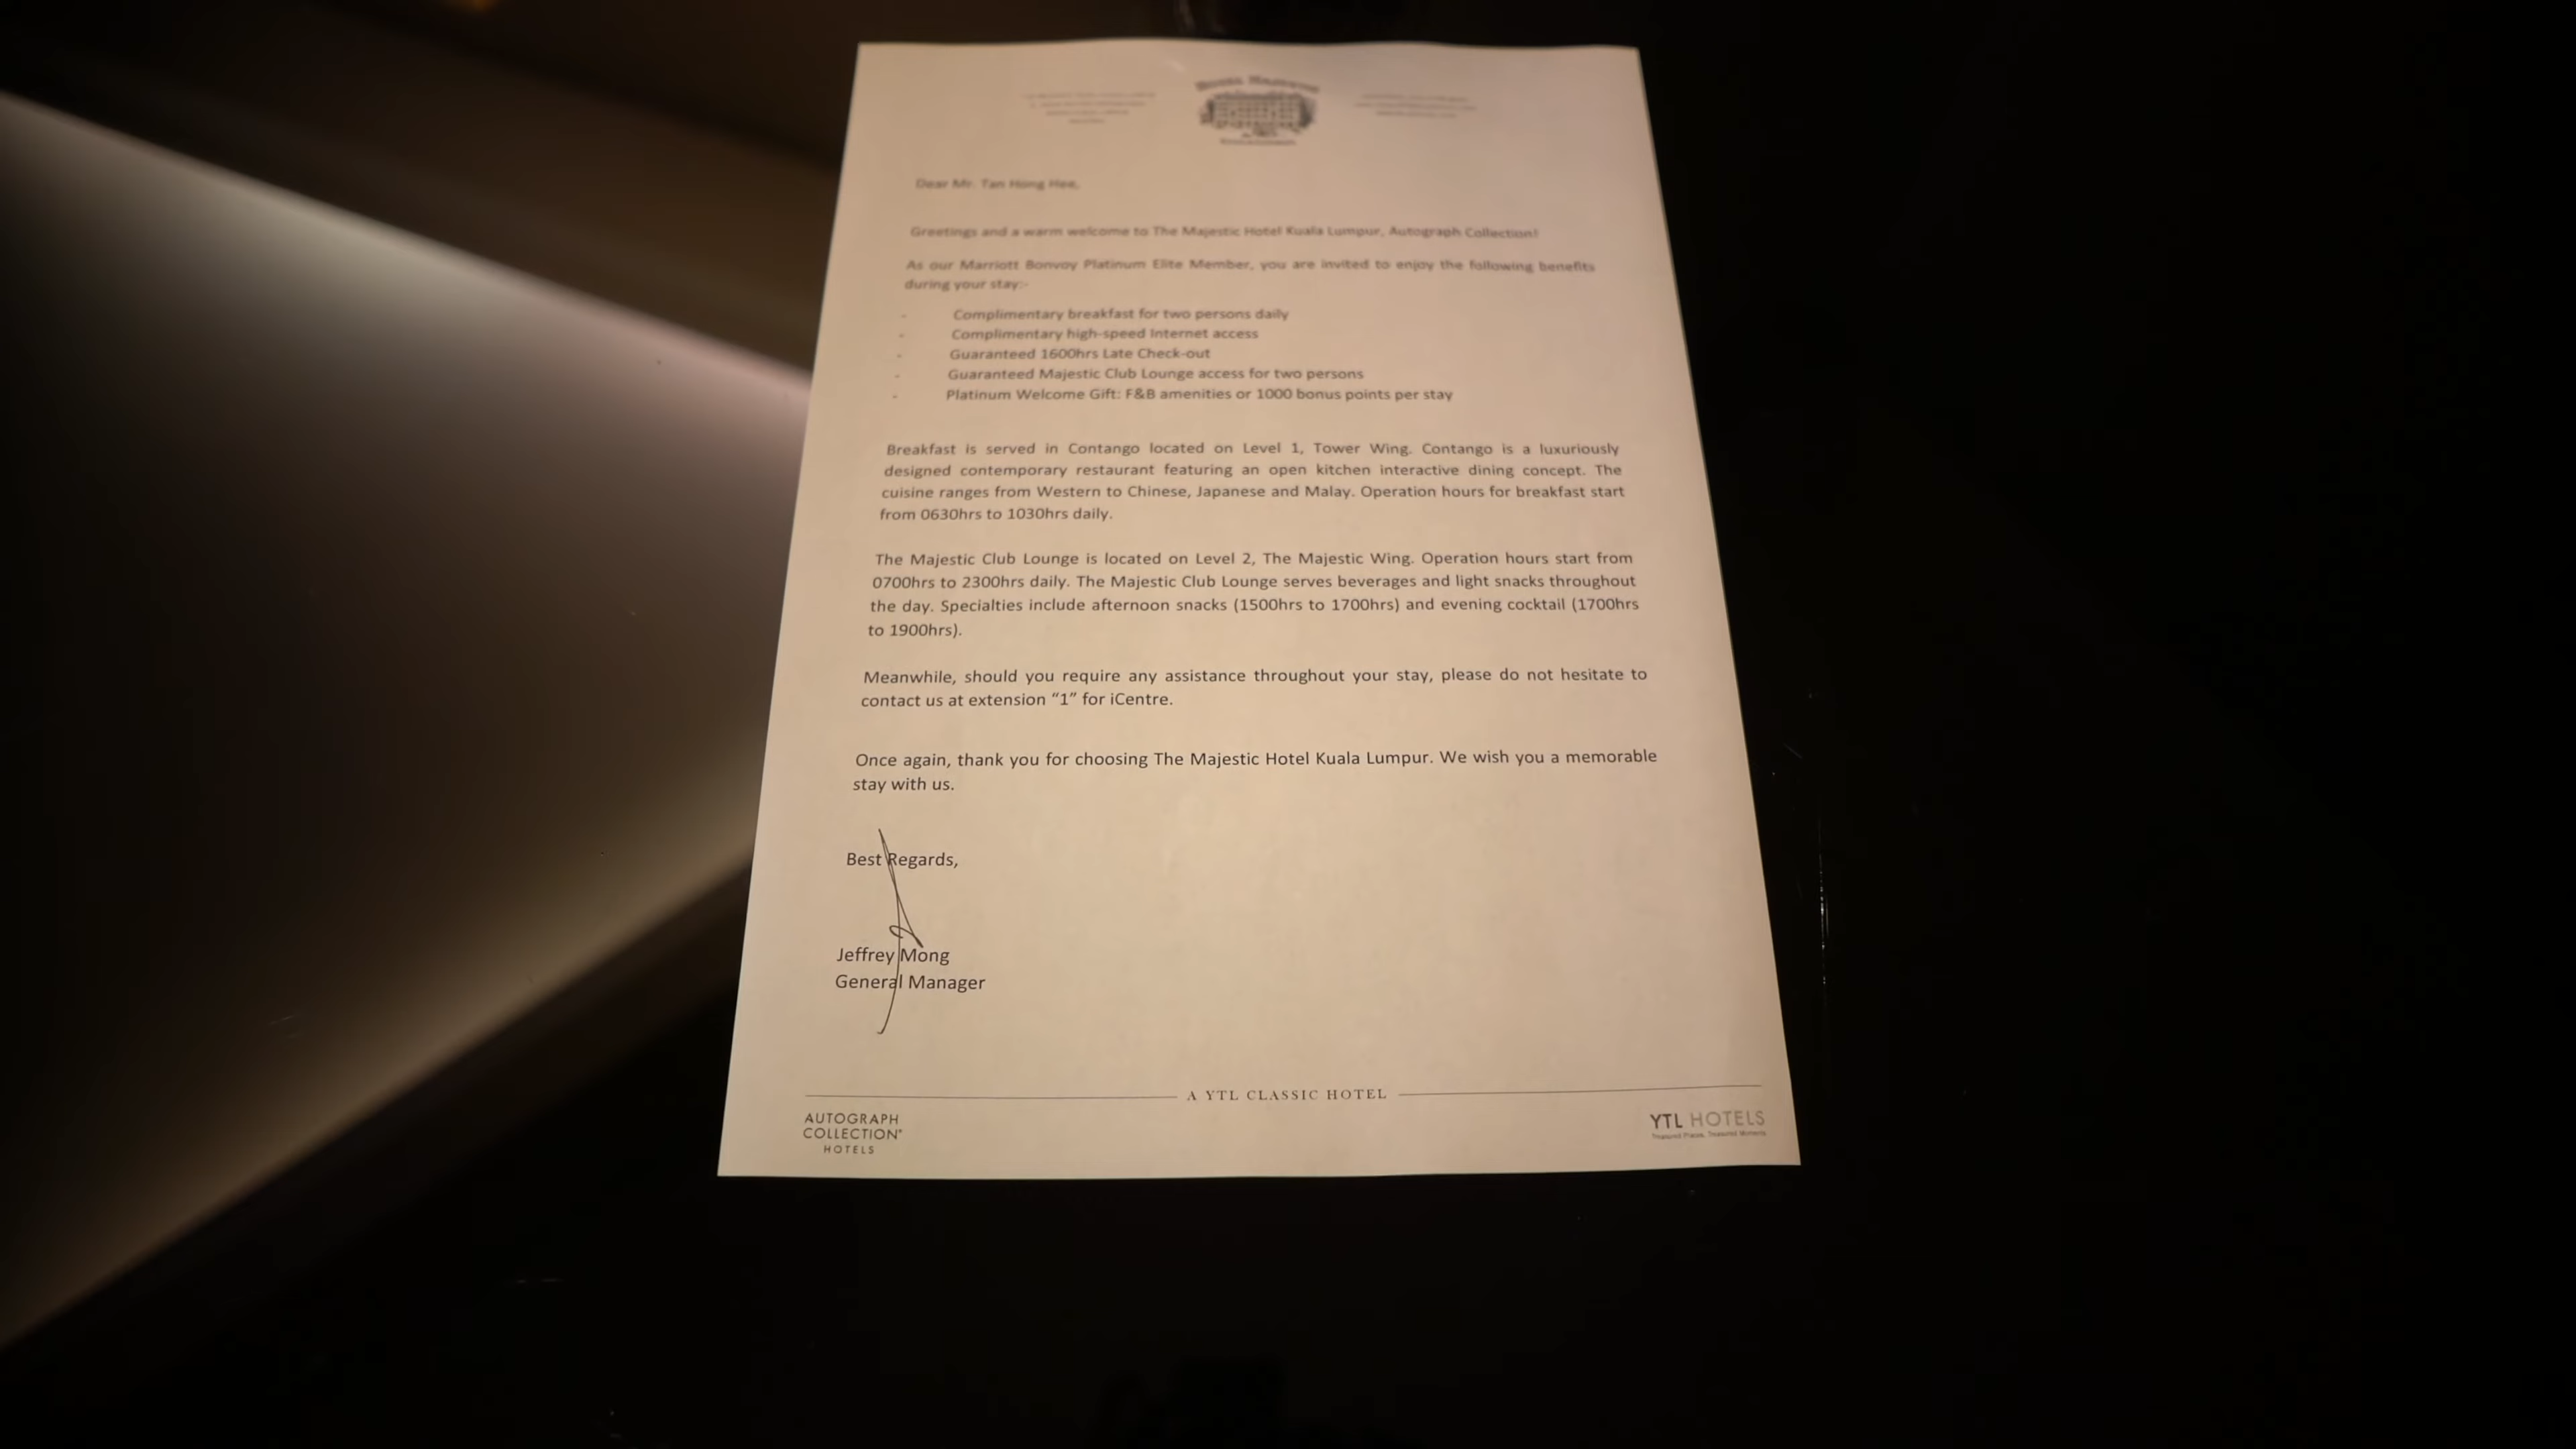 Dear Mr. Tan Hong Hee,
Greetings and a warm welcome to The Majestic Hotel Kuala Lumpur, Autograph Collection!
As our Marriott Bonvoy Platinum Elite Member, you are invited to enjoy the following benefits
during your stay:-
- Complimentary breakfast for two persons daily
- Complimentary high-speed Internet access
- Guaranteed 1600hrs Late Check-out
- Guaranteed Majestic Club Lounge access for two persons
- Platinum Welcome Gift: F&B amenities or 1000 bonus points per stay
Breakfast is served in Contango located on Level 1, Tower Wing. Contango is a luxuriously
designed contemporary restaurant featuring an open kitchen interactive dining concept. The
cuisine ranges from Western to Chinese, Japanese and Malay. Operation hours for breakfast start
from 0630hrs to 1030hrs daily.
The Majestic Club Lounge is located on Level 2, The Majestic Wing. Operation hours start from
0700hrs to 2300hrs daily. The Majestic Club Lounge serves beverages and light snacks throughout
the day. Specialties include afternoon snacks (1500hrs to 1700hrs) and evening cocktail (1700hrs
to 1900hrs).
Meanwhile, should you require any assistance throughout your stay, please do not hesitate to
contact us at extension “1” for iCentre.
Once again, thank you for choosing The Majestic Hotel Kuala Lumpur. We wish you a memorable
stay with us.
Best Regards,
Jeffrey Mong
General Manager
A YTL CLASSIC HOTEL
AUTOGRAPH
COLLECTION®
HOTELS
YTL HOTELS
Treasured Places, Treasured Moments